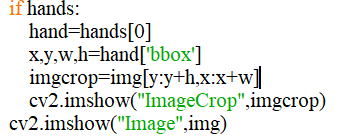 if hands:
    hand=hands[0]
    x,y,w,h=hand['bbox']
    imgcrop=img[y:y+h,x:x+w]
    cv2.imshow("ImageCrop",imgcrop)
cv2.imshow("Image",img)